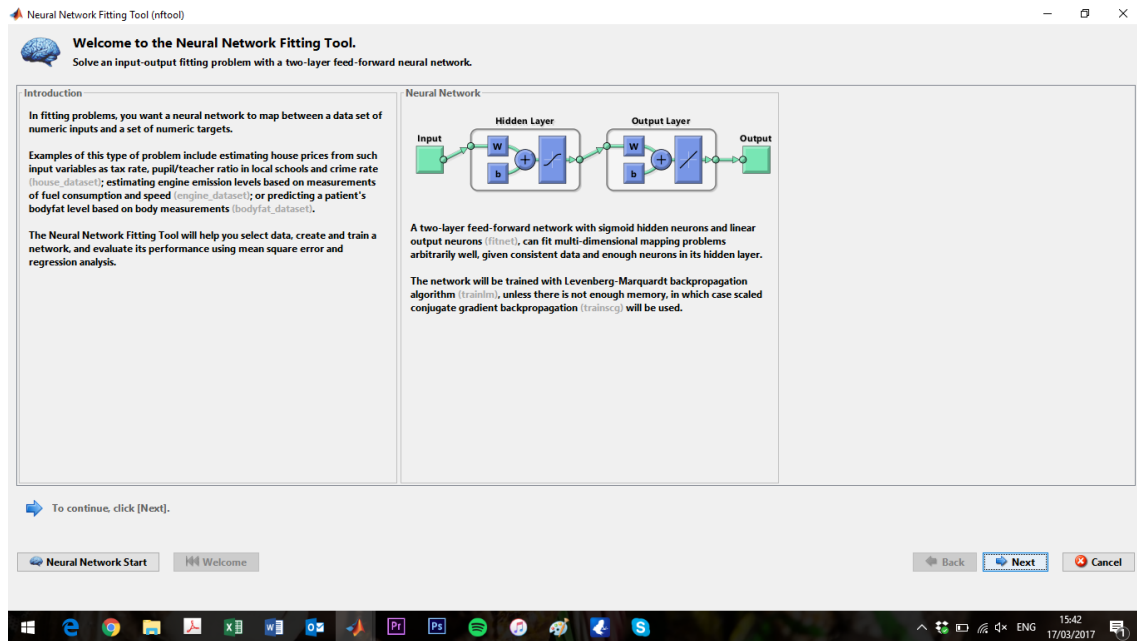 Neural Network Fitting Tool (nftool)
Welcome to the Neural Network Fitting Tool.
Solve an input-output fitting problem with a two-layer feed-forward neural network.
Introduction
In fitting problems, you want a neural network to map between a data set of
numeric inputs and a set of numeric targets.
Examples of this type of problem include estimating house prices from such
input variables as tax rate, pupil/teacher ratio in local schools and crime rate
(house_dataset); estimating engine emission levels based on measurements
of fuel consumption and speed (engine_dataset); or predicting a patient's
bodyfat level based on body measurements (bodyfat_dataset).
The Neural Network Fitting Tool will help you select data, create and train a
network, and evaluate its performance using mean square error and
regression analysis.
Neural Network
Hidden Layer
Output Layer
Input
Output
W
b
+
W
b
+
A two-layer feed-forward network with sigmoid hidden neurons and linear
output neurons (fitnet), can fit multi-dimensional mapping problems
arbitrarily well, given consistent data and enough neurons in its hidden layer.
The network will be trained with Levenberg-Marquardt backpropagation
algorithm (trainlm), unless there is not enough memory, in which case scaled
conjugate gradient backpropagation (trainscg) will be used.
To continue, click [Next].
Neural Network Start
Welcome
Back
Next
Cancel
Pr
Ps
ENG
15:42
17/03/2017
1